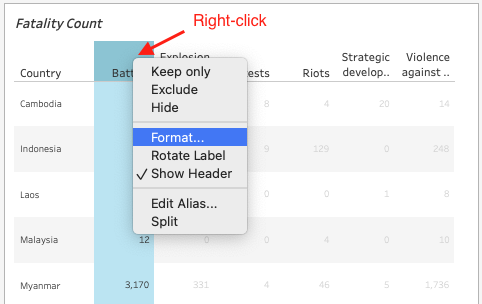 Fatality Count
Right-click
Explosion
Strategic Violence
Country Batt ests Riots develop.. against ..
Keep only
Exclude
Hide
Format...
Rotate Label
✓ Show Header
Edit Alias...
Split
Cambodia 8 4 20 14
Indonesia 9 129 0 248
Laos 0 0 1 8
Malaysia 12 0 0 4 0 10
Myanmar 3,170 331 4 46 5 1,736